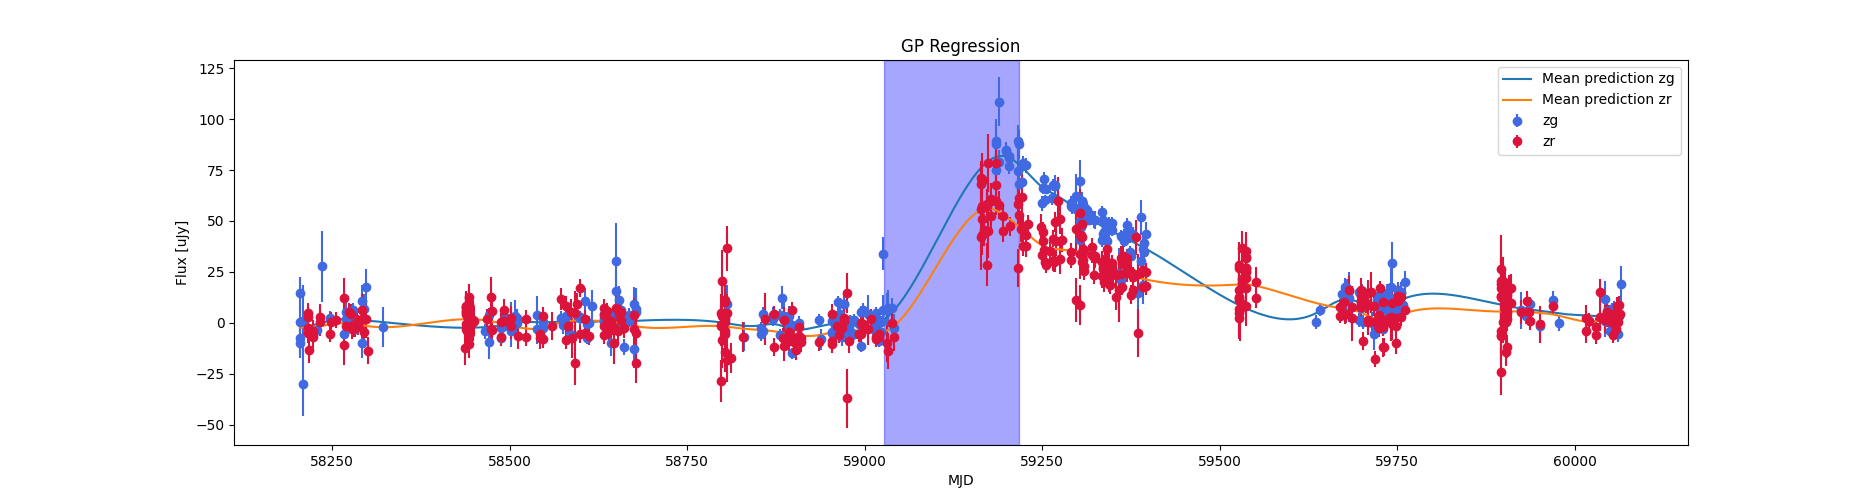 GP Regression
125
100
75
50
25
0
−25
−50
Flux [uJy]
58250
58500
58750
59000
59250
59500
59750
60000
MJD
Mean prediction zg
Mean prediction zr
zg
zr